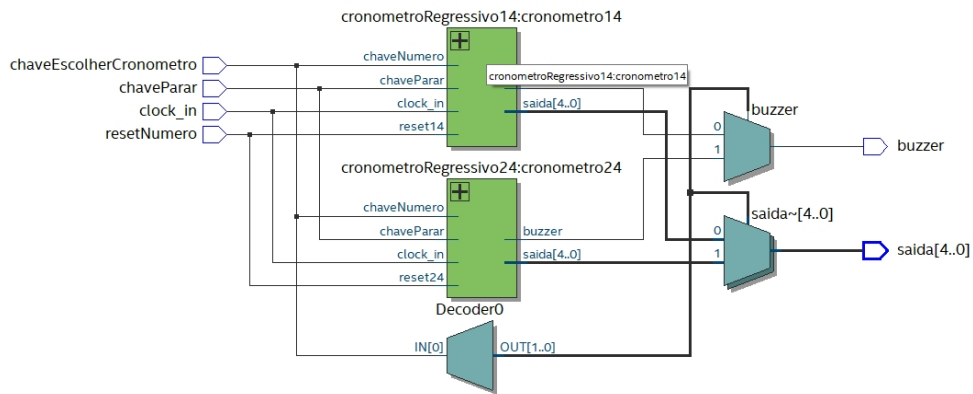 cronometroRegressivo14:cronometro14
chaveEscolherCronometro
chaveParar
clock_in
resetNumero
chaveNumero
chaveParar
clock_in
reset14
cronometroRegressivo14:cronometro14
saida[4..0]
buzzer
0
1
buzzer
cronometroRegressivo24:cronometro24
chaveNumero
chaveParar
clock_in
reset24
buzzer
saida[4..0]
saida~[4..0]
0
1
saida[4..0]
Decoder0
IN[0]
OUT[1..0]